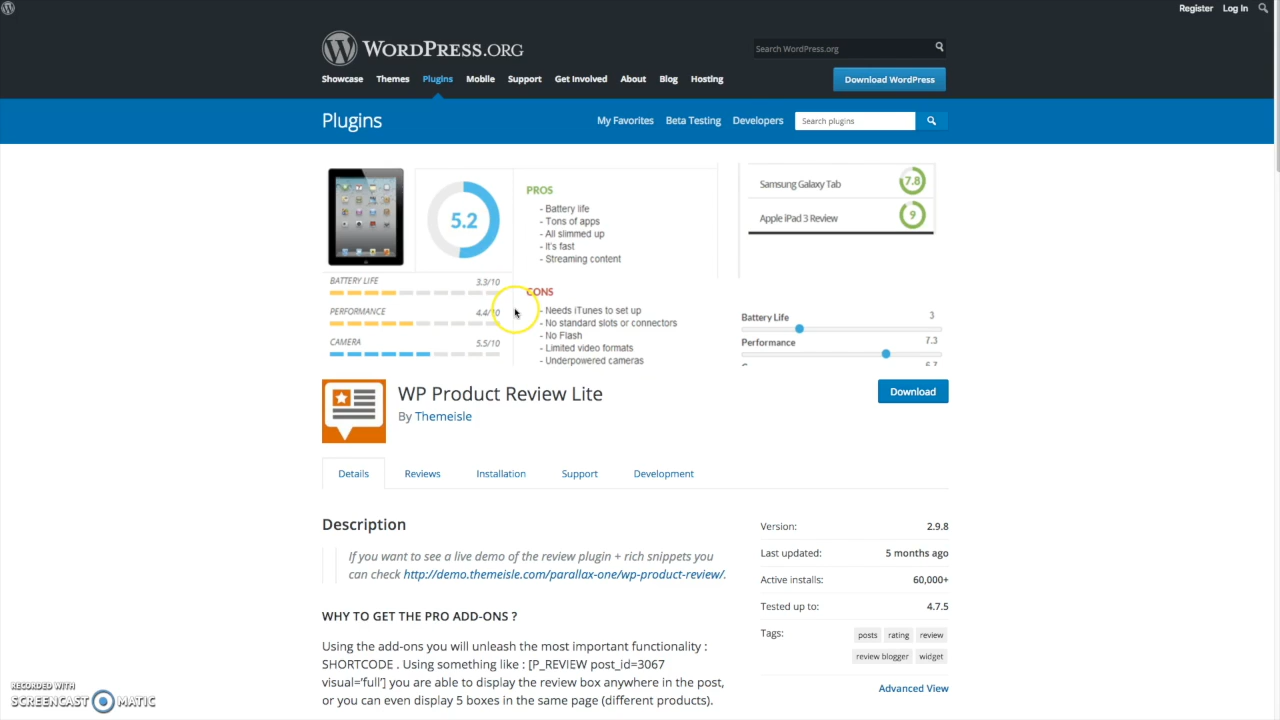 Register Log In
WORDPRESS.ORG
Search WordPress.org
Showcase Themes Plugins Mobile Support Get Involved About Blog Hosting
Download WordPress
Plugins
My Favorites Beta Testing Developers
Search plugins
5.2
PROS
- Battery life
- Tons of apps
- All slimmed up
- It's fast
- Streaming content
CONS
- Needs iTunes to set up
- No standard slots or connectors
- No Flash
- Limited video formats
- Underpowered cameras
BATTERY LIFE 3.3/10
PERFORMANCE 4.4/10
CAMERA 5.5/10
Samsung Galaxy Tab 7.8
Apple iPad 3 Review 9
Battery Life 3
Performance 7.3
WP Product Review Lite
By Themeisle
Download
Details Reviews Installation Support Development
Description
If you want to see a live demo of the review plugin + rich snippets you
can check http://demo.themeisle.com/parallax-one/wp-product-review/.
WHY TO GET THE PRO ADD-ONS ?
Using the add-ons you will unleash the most important functionality :
SHORTCODE . Using something like : [P_REVIEW post_id=3067
visual='full'] you are able to display the review box anywhere in the post,
or you can even display 5 boxes in the same page (different products).
Version: 2.9.8
Last updated: 5 months ago
Active installs: 60,000+
Tested up to: 4.7.5
Tags: posts rating review
review blogger widget
Advanced View
RECORDED WITH
SCREENCAST MATIC